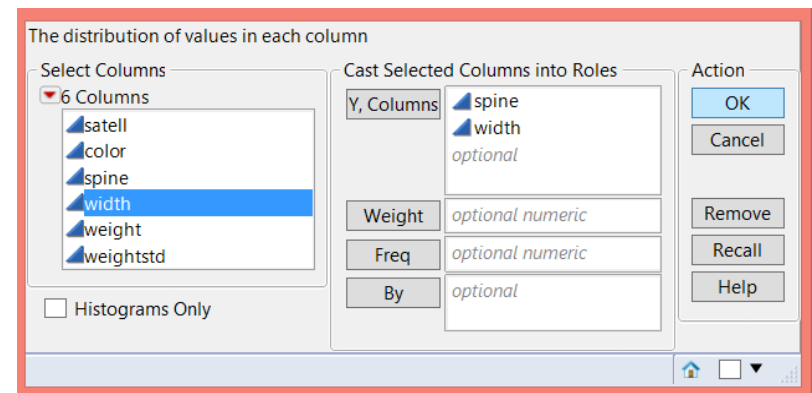 The distribution of values in each column
Select Columns
6 Columns
satell
color
spine
width
weight
weightstd
Histograms Only
Cast Selected Columns into Roles
Y, Columns
spine
width
optional
Weight
optional numeric
Freq
optional numeric
By
optional
Action
OK
Cancel
Remove
Recall
Help